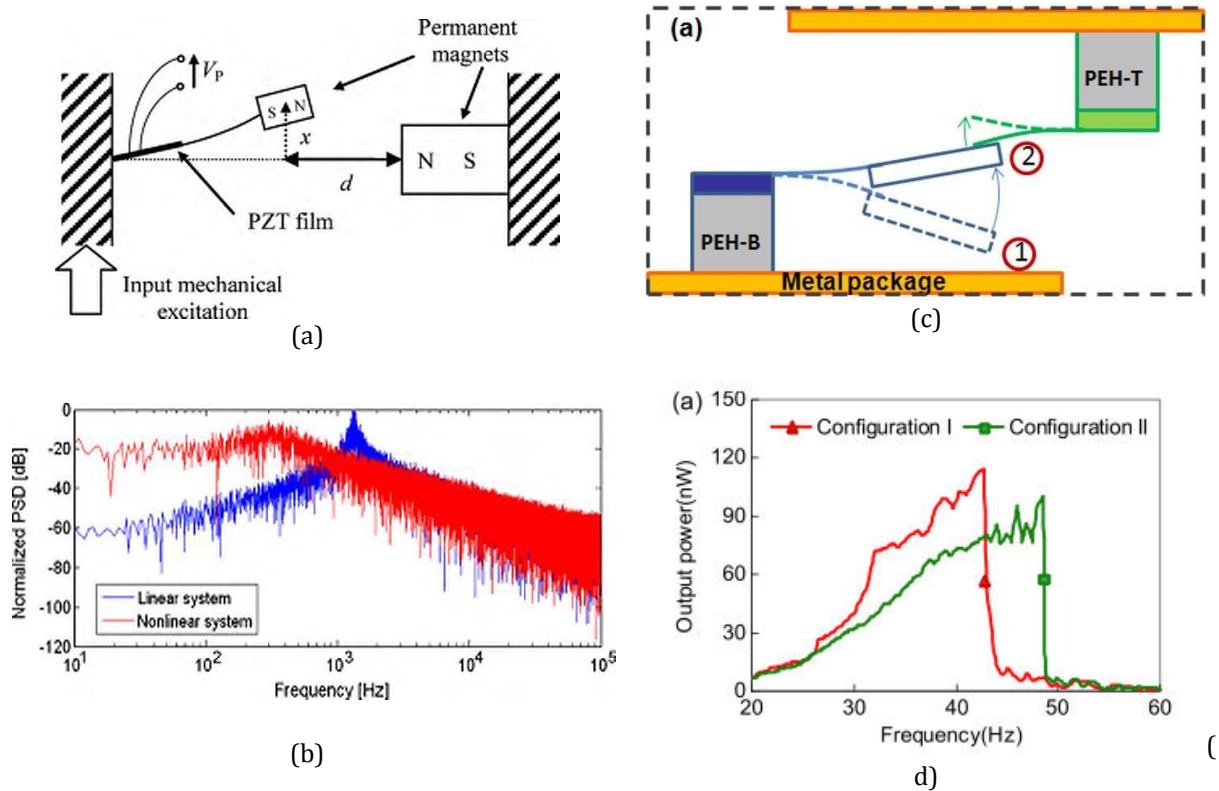 Permanent
magnets
VP
S N
x
N S
d
PZT film
Input mechanical
excitation
(a)
(a)
PEH-T
2
PEH-B
1
Metal package
(c)
0
-20
-40
-60
-80
-100
-120
Normalized PSD [dB]
Linear system
Nonlinear system
10^1 10^2 10^3 10^4 10^5
Frequency [Hz]
(b)
(a)
150
120
90
60
30
0
Output power(nW)
Configuration I Configuration II
20 30 40 50 60
Frequency(Hz)
(
d)